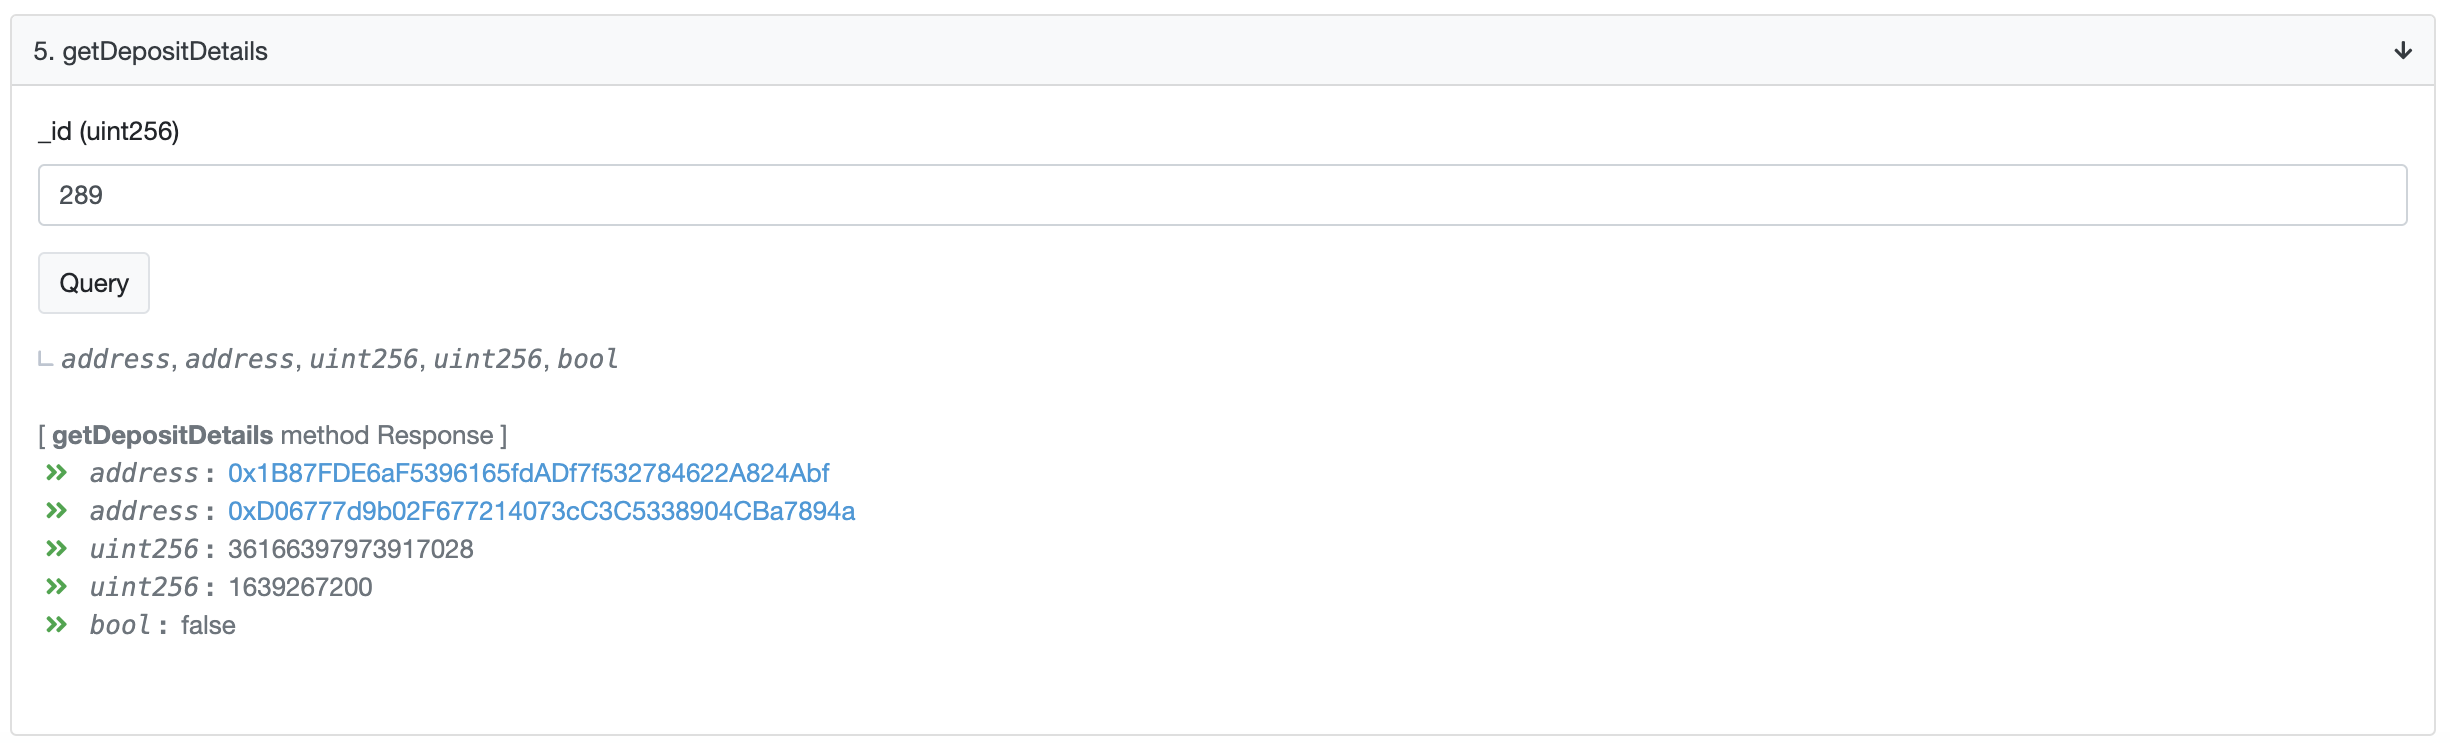 5. getDepositDetails
_id (uint256)
289
Query
address, address, uint256, uint256, bool
[ getDepositDetails method Response ]
address : 0x1B87FDE6aF5396165fdADf7f532784622A824Abf
address : 0xD06777d9b02F677214073cC3C5338904CBa7894a
uint256 : 36166397973917028
uint256 : 1639267200
bool : false